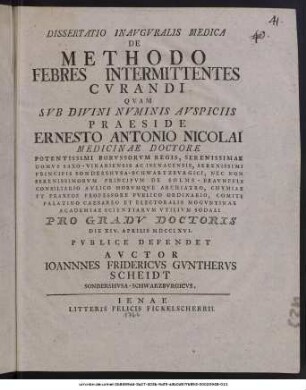 41.
40.
DISSERTATIO INAVGVRALIS MEDICA
DE
METHODO
FEBRES INTERMITTENTES
CVRANDI
QVAM
SVB DIVINI NVMINIS AVSPICIIS
PRAESIDE
ERNESTO ANTONIO NICOLAI
MEDICINAE DOCTORE
POTENTISSIMI BORVSSORVM REGIS, SERENISSIMAE
DOMVS SAXO-VINARIENSIS AC ISENACENSIS, SERENISSIMI
PRINCIPIS SONDERSHVSA-SCHWARZBVRGICI, NEC NON
SERENISSIMORVM PRINCIPVM DE SOLMS-BRAVNFELS
CONSILIARIO AVLICO HORVMQVE ARCHIATRO, CHYMIAE
ET PRAXEOS PROFESSORE PVBLICO ORDINARIO, COMITE
PALATINO CAESAREO ET ELECTORALIS MOGVNTINAE
ACADEMIAE SCIENTIARVM VTILIVM SODALI
PRO GRADV DOCTORIS
DIE XIV. APRILIS MDCCLXVI.
PVBLICE DEFENDET
AVCTOR
IOANNNES FRIDERICVS GVNTHERVS
SCHEIDT
SONDERSHVSA-SCHWARZBVRGICVS.
IENAE
LITTERIS FELICIS FICKELSCHERRII